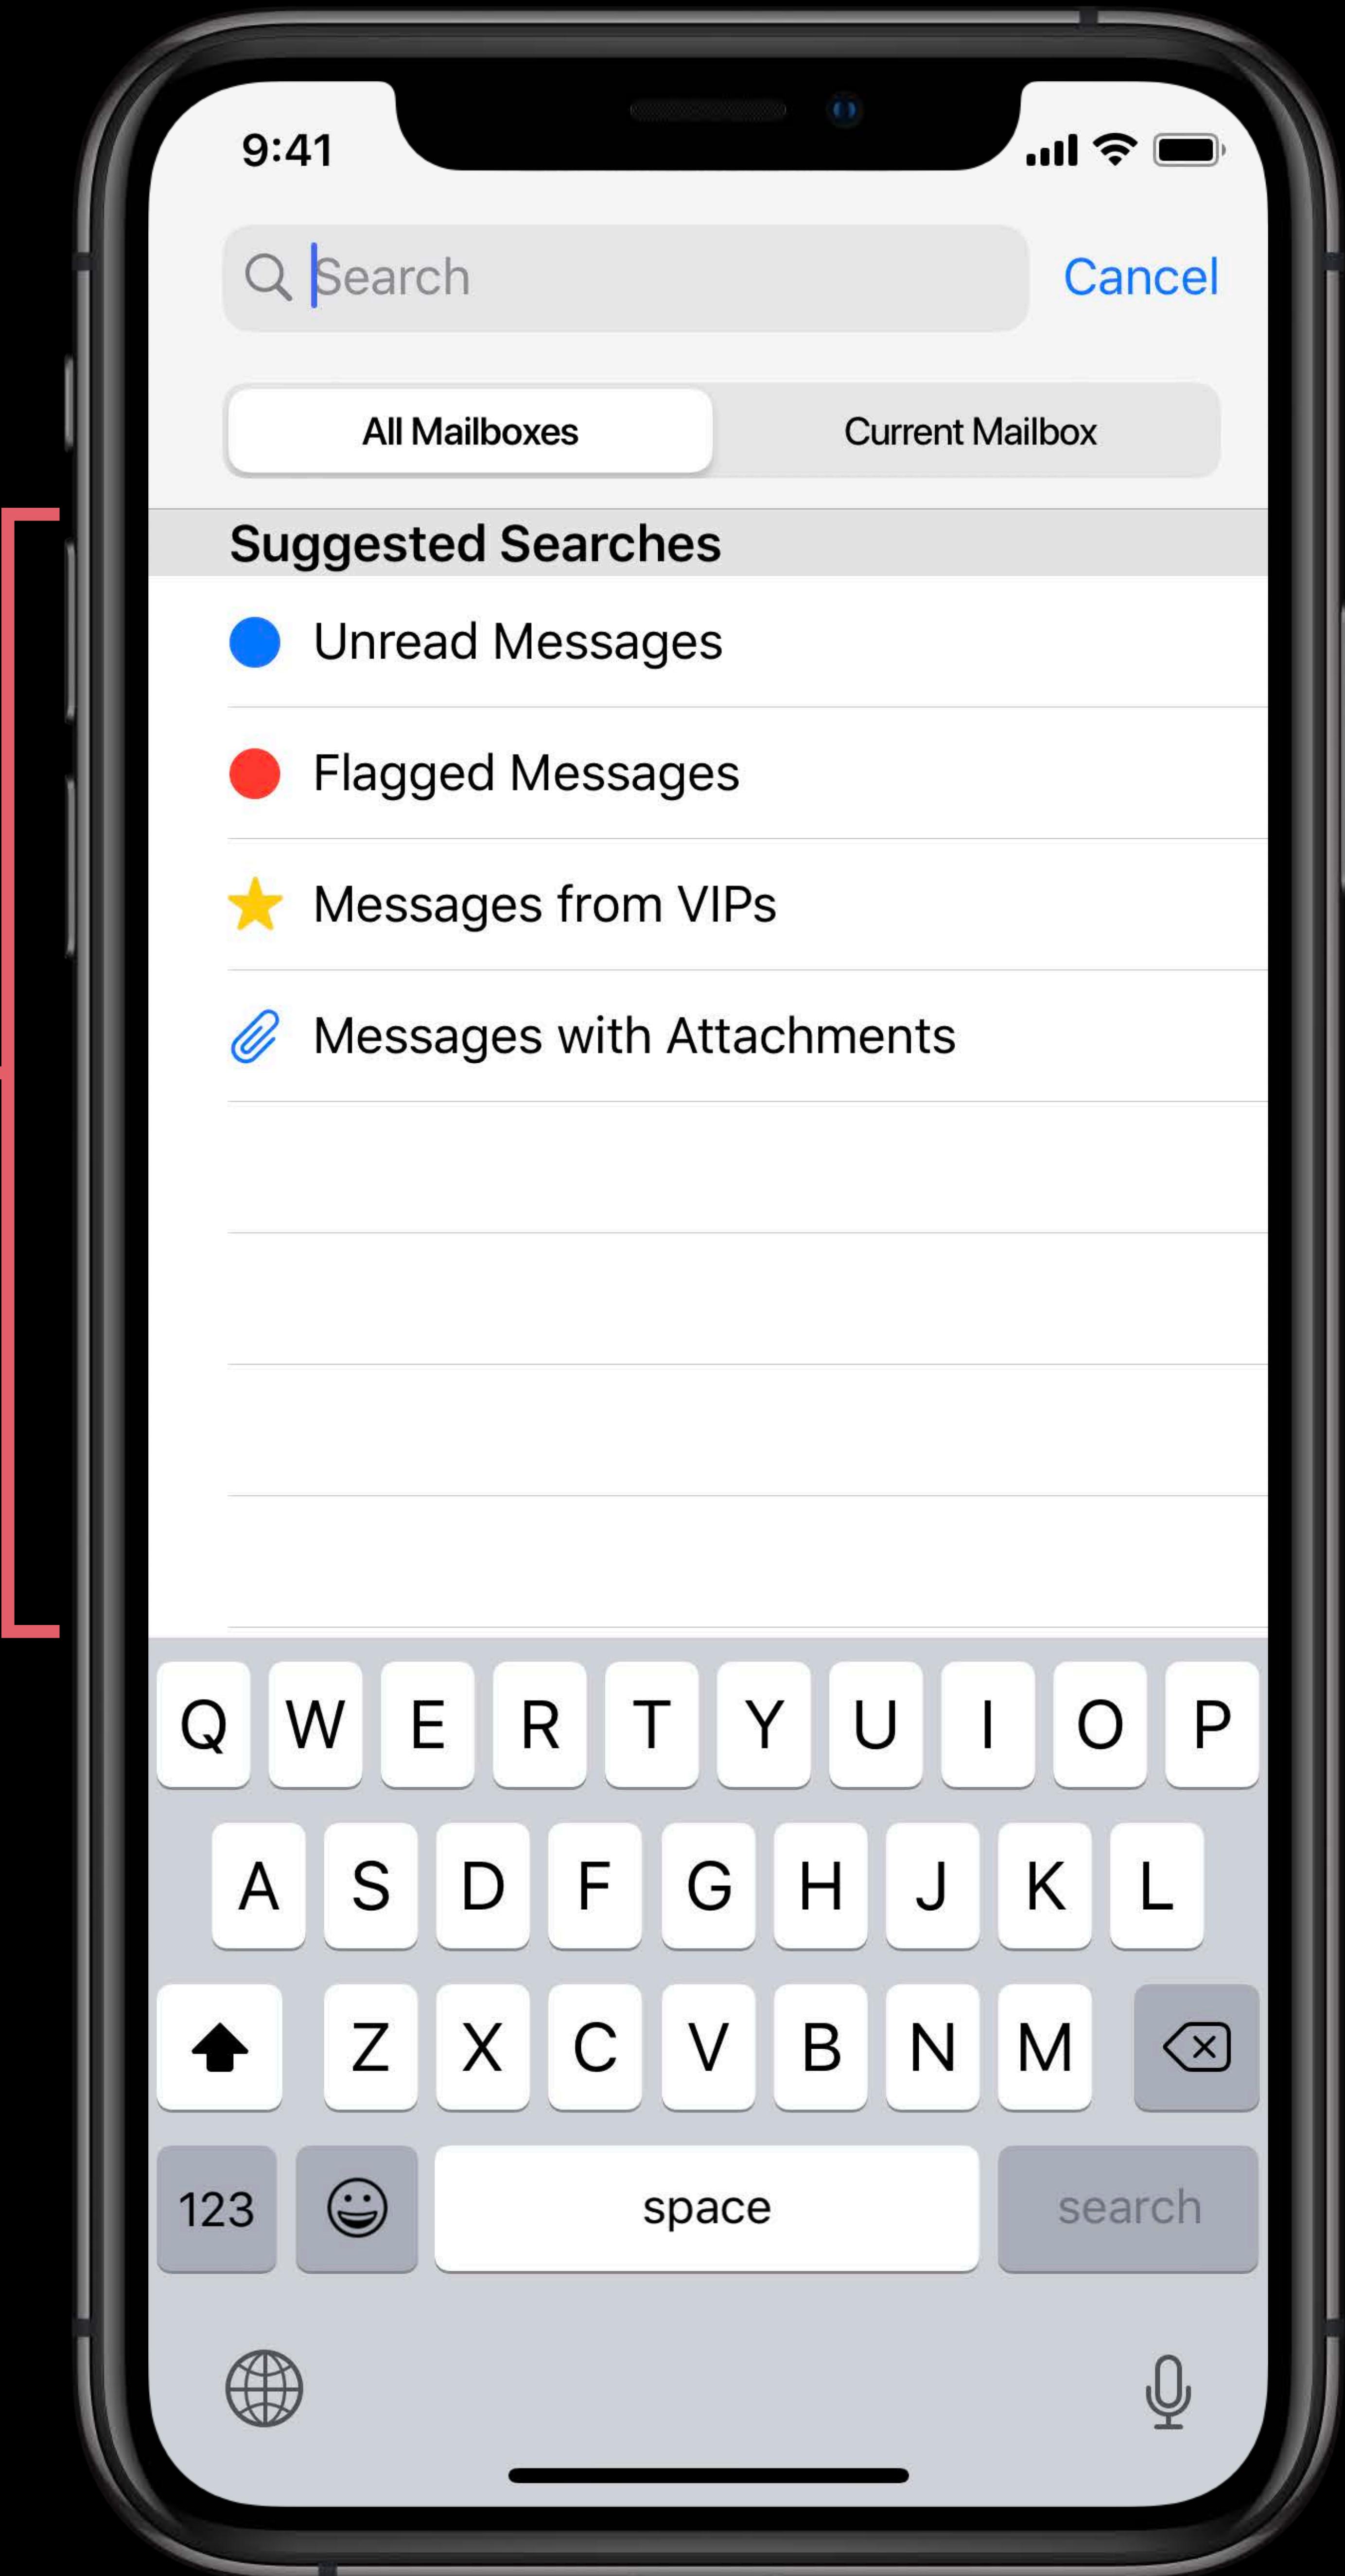 9:41
Search
Cancel
All Mailboxes
Current Mailbox
Suggested Searches
Unread Messages
Flagged Messages
Messages from VIPs
Messages with Attachments
Q W E R T Y U I O P
A S D F G H J K L
Z X C V B N M
123 space search